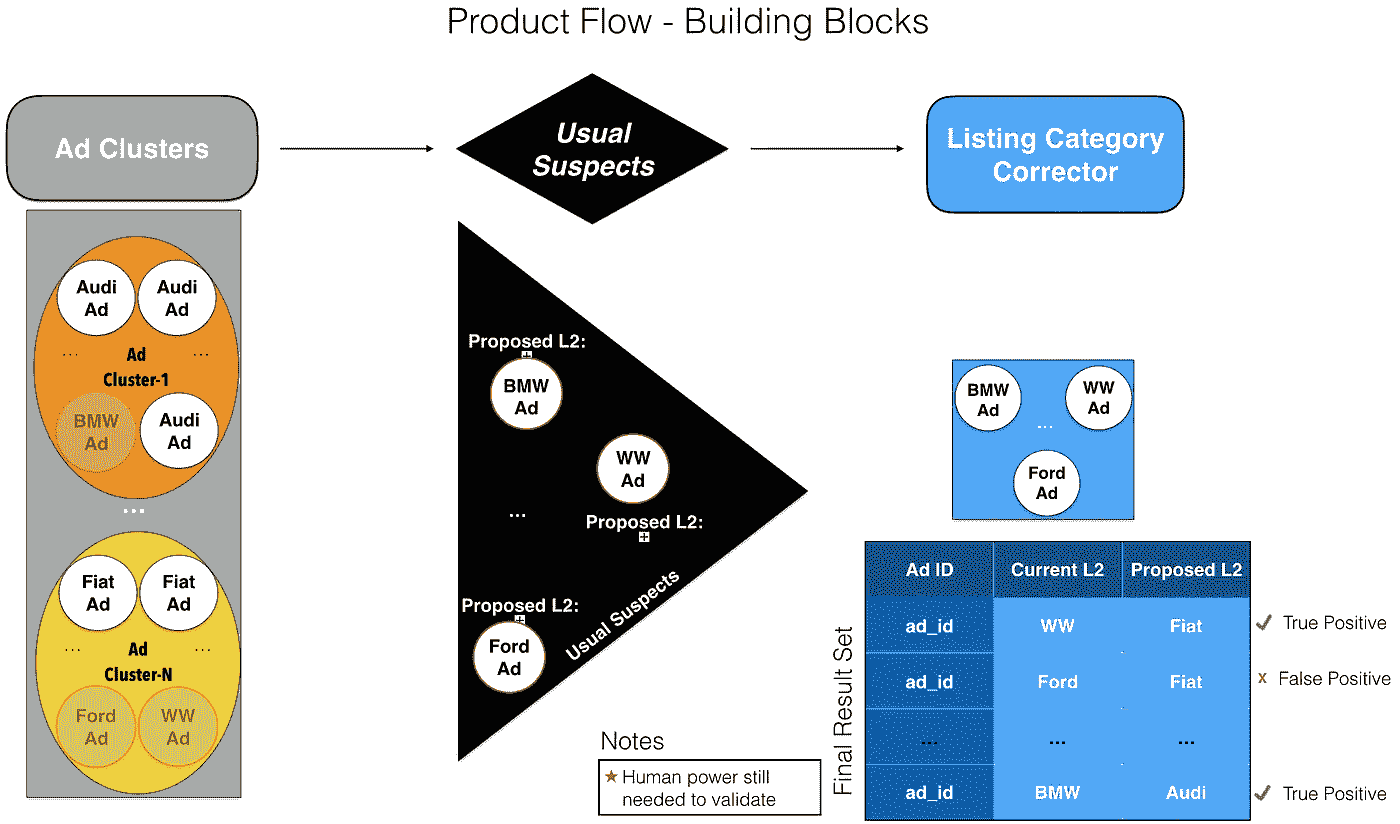 Product Flow - Building Blocks
Ad Clusters
Usual
Suspects
Listing Category
Corrector
Audi
Ad
Audi
Ad
...
Ad
...
Cluster-1
BMW
Ad
Audi
Ad
...
Fiat
Ad
Fiat
Ad
...
Ad
...
Cluster-N
Ford
Ad
WW
Ad
Proposed L2:
BMW
Ad
WW
Ad
...
Proposed L2:
Proposed L2:
Ford
Ad
Usual Suspects
Notes
Human power still
needed to validate
BMW
Ad
WW
Ad
...
Ford
Ad
Final Result Set
Ad ID Current L2 Proposed L2
ad_id WW Fiat ✓ True Positive
ad_id Ford Fiat x False Positive
... ... ...
ad_id BMW Audi ✓ True Positive